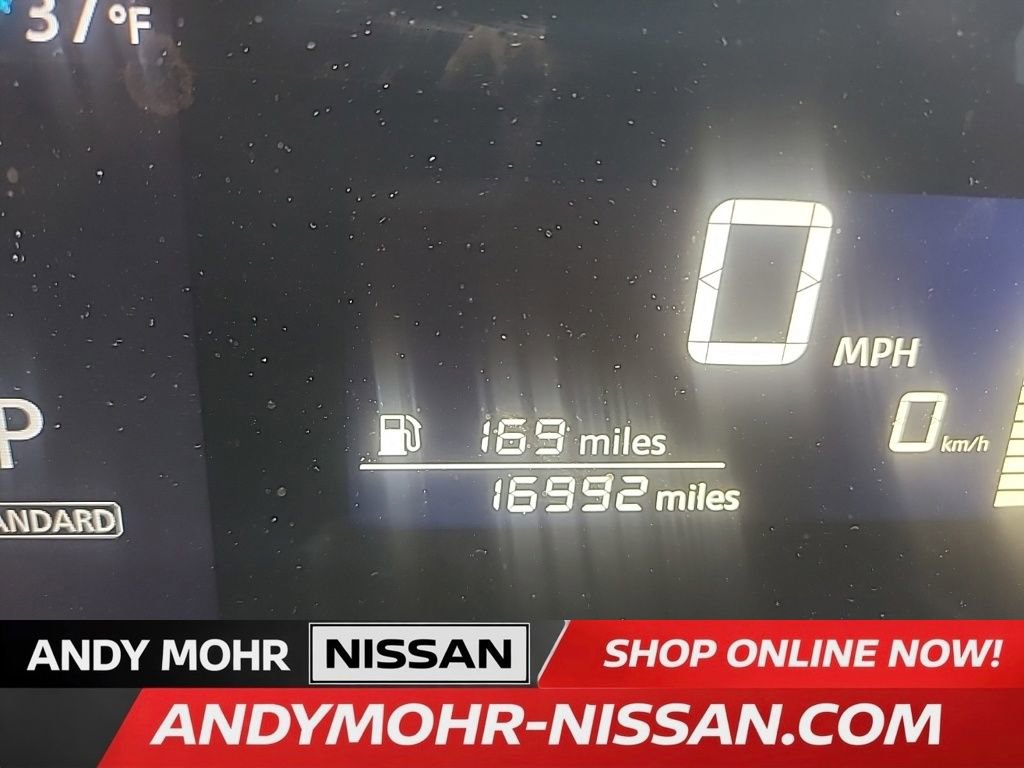 37°F
0
MPH
0 km/h
169 miles
16992 miles
P
ANDARD
ANDY MOHR NISSAN SHOP ONLINE NOW!
ANDYMOHR-NISSAN.COM